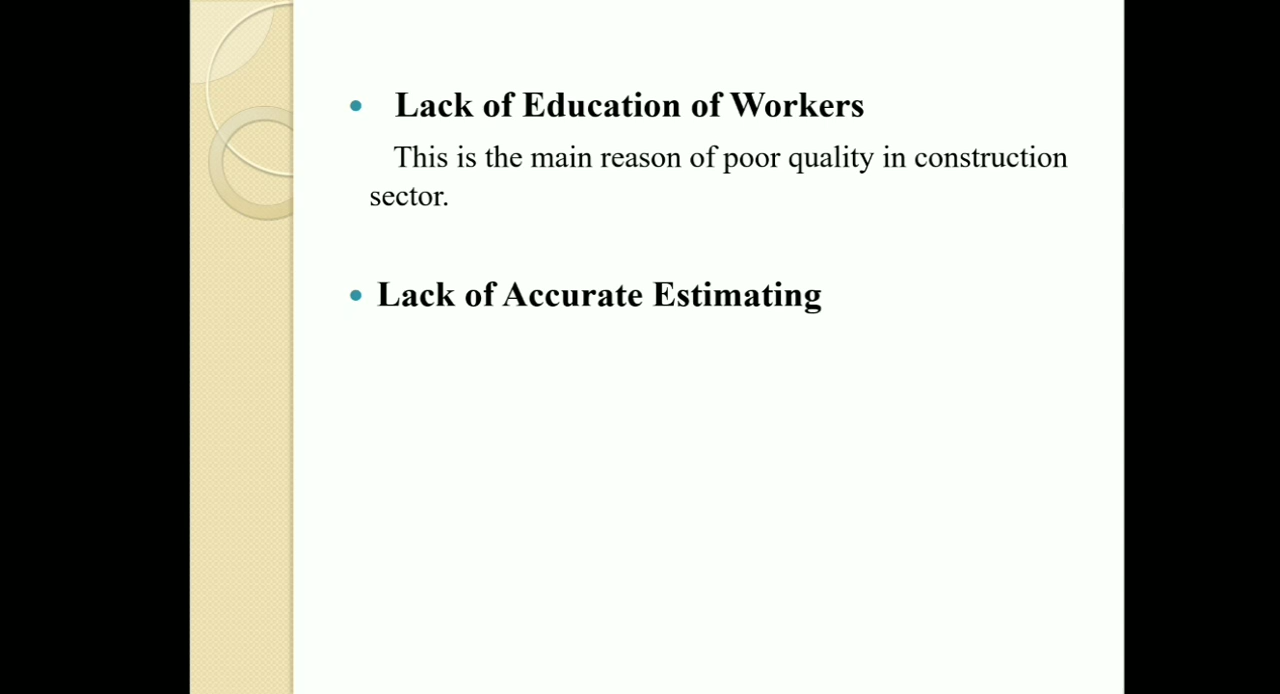 • Lack of Education of Workers
This is the main reason of poor quality in construction
sector.
• Lack of Accurate Estimating